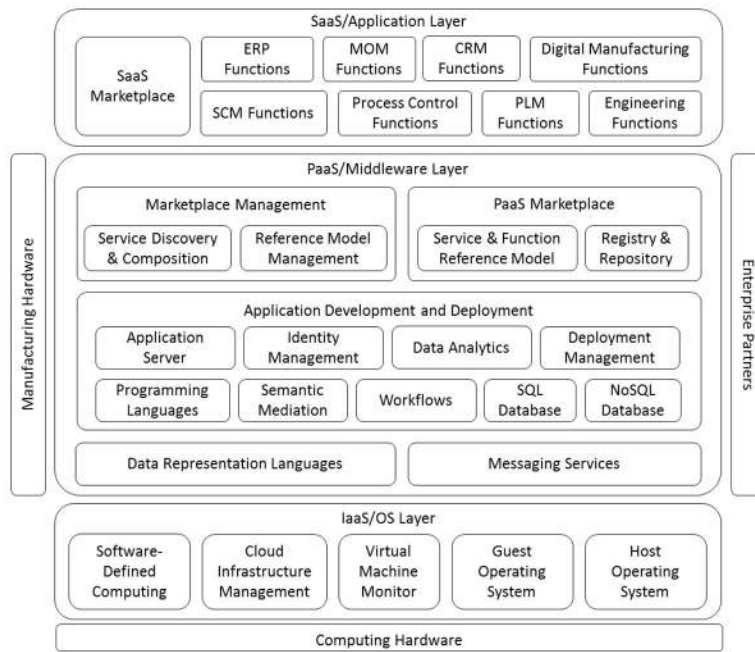 SaaS/Application Layer
SaaS
Marketplace
ERP
Functions
MOM
Functions
CRM
Functions
Digital Manufacturing
Functions
SCM Functions
Process Control
Functions
PLM
Functions
Engineering
Functions
Manufacturing Hardware
PaaS/Middleware Layer
Marketplace Management
Service Discovery
& Composition
Reference Model
Management
PaaS Marketplace
Service & Function
Reference Model
Registry &
Repository
Application Development and Deployment
Application
Server
Identity
Management
Data Analytics
Deployment
Management
Programming
Languages
Semantic
Mediation
Workflows
SQL
Database
NoSQL
Database
Data Representation Languages
Messaging Services
Enterprise Partners
IaaS/OS Layer
Software-
Defined
Computing
Cloud
Infrastructure
Management
Virtual
Machine
Monitor
Guest
Operating
System
Host
Operating
System
Computing Hardware